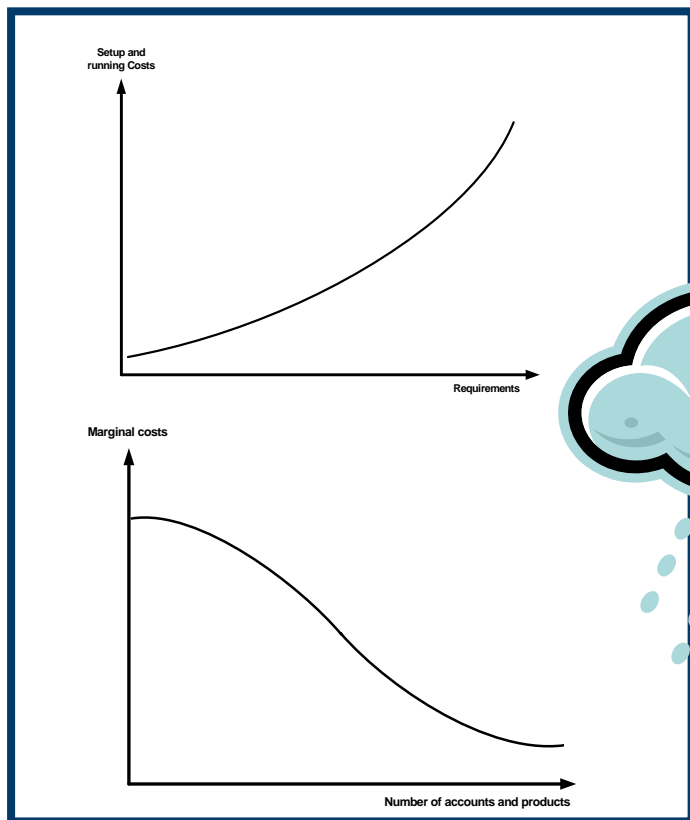 Setup and
running Costs
Requirements
Marginal costs
Number of accounts and products